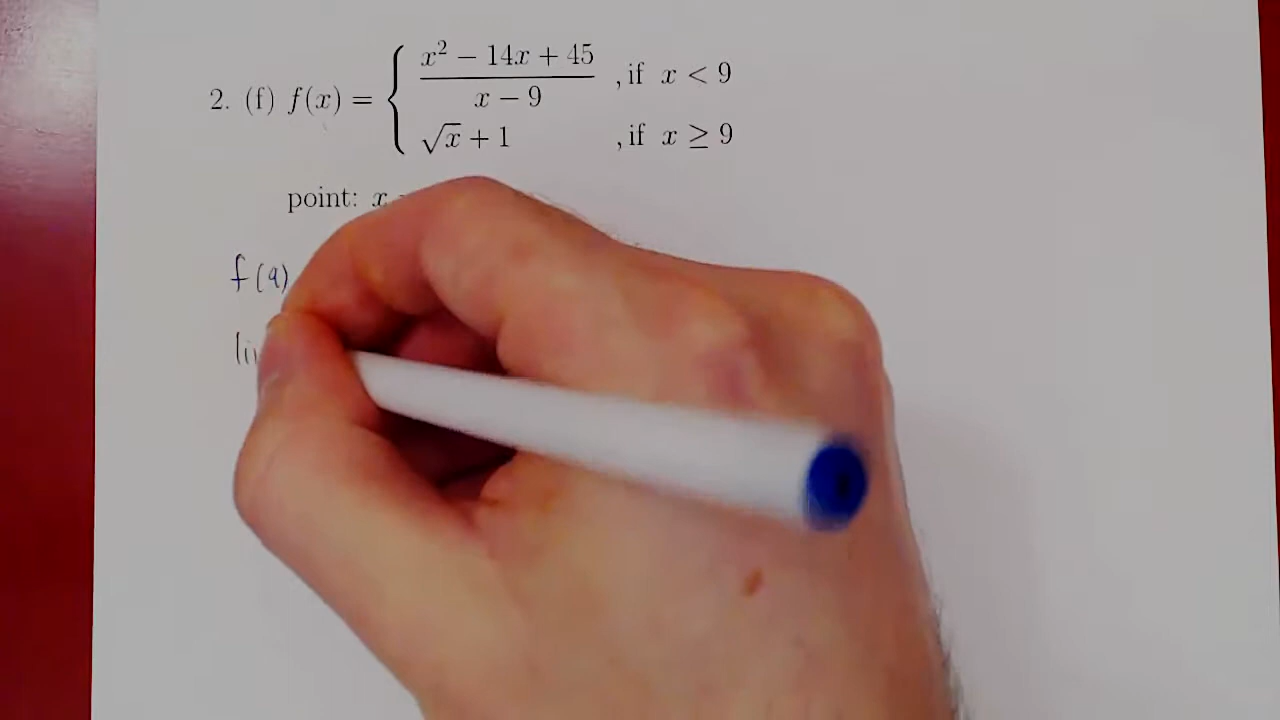 2. (f) f(x) = { (x² − 14x + 45)/(x − 9) , if x < 9
√x + 1 , if x ≥ 9
point: x
f(9)